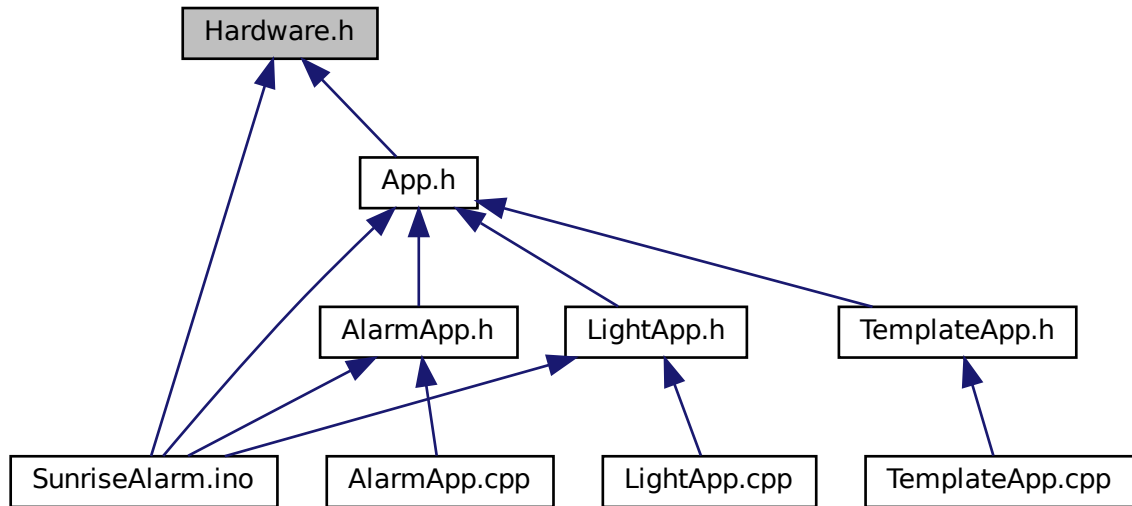 Hardware.h
App.h
AlarmApp.h
LightApp.h
TemplateApp.h
SunriseAlarm.ino
AlarmApp.cpp
LightApp.cpp
TemplateApp.cpp